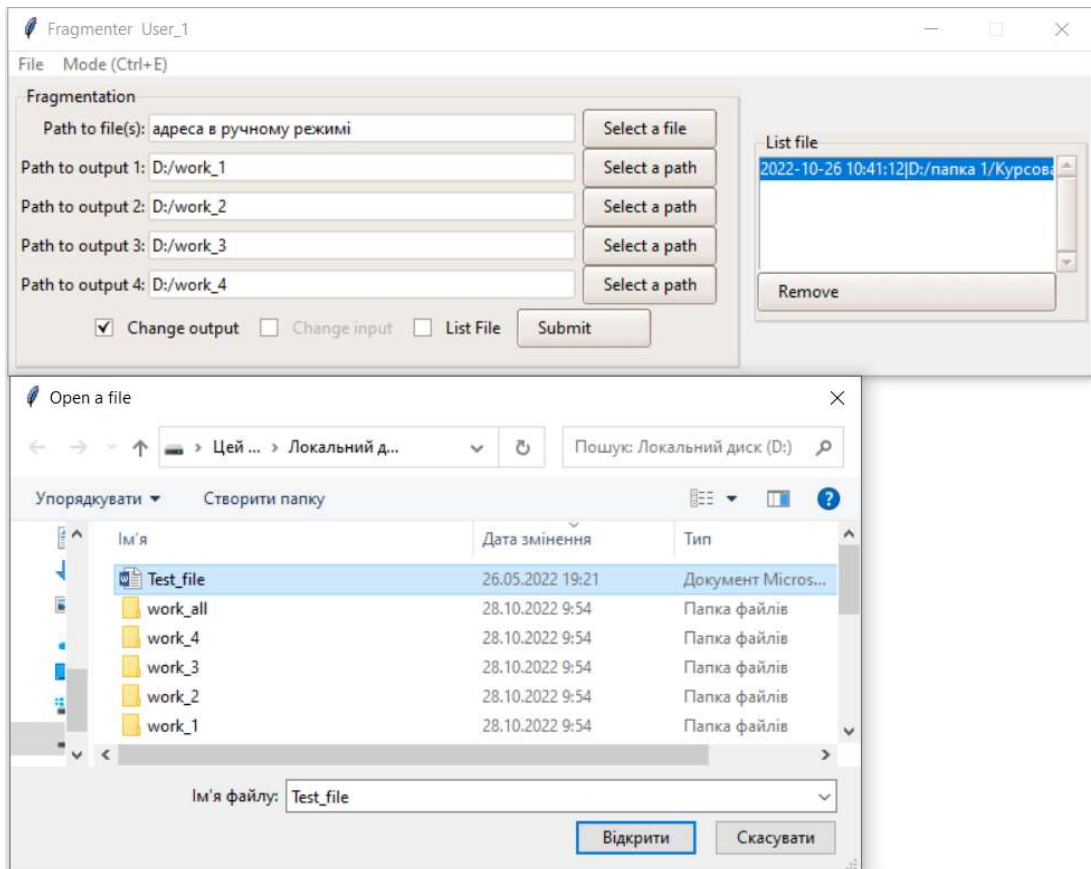 Fragmenter User_1
File Mode (Ctrl+E)
Fragmentation
Path to file(s): адреса в ручному режимі Select a file
Path to output 1: D:/work_1 Select a path
Path to output 2: D:/work_2 Select a path
Path to output 3: D:/work_3 Select a path
Path to output 4: D:/work_4 Select a path
Change output Change input List File Submit
List file
2022-10-26 10:41:12|D:/папка 1/Курсова
Remove
Open a file
Цей ... › Локальний д... Пошук: Локальний диск (D:)
Упорядкувати Створити папку
Ім'я Дата змінення Тип
Test_file 26.05.2022 19:21 Документ Micros...
work_all 28.10.2022 9:54 Папка файлів
work_4 28.10.2022 9:54 Папка файлів
work_3 28.10.2022 9:54 Папка файлів
work_2 28.10.2022 9:54 Папка файлів
work_1 28.10.2022 9:54 Папка файлів
Ім'я файлу: Test_file
Відкрити Скасувати